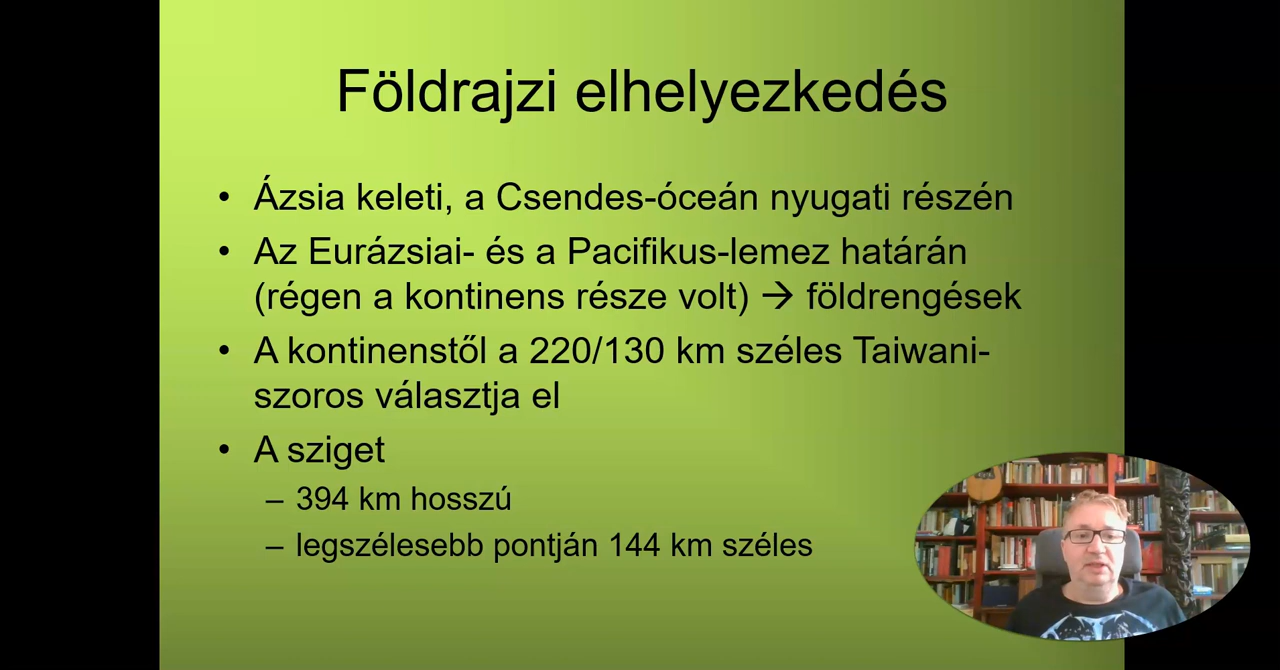 Földrajzi elhelyezkedés
• Ázsia keleti, a Csendes-óceán nyugati részén
• Az Eurázsiai- és a Pacifikus-lemez határán
(régen a kontinens része volt) → földrengések
• A kontinenstől a 220/130 km széles Taiwani-
szoros választja el
• A sziget
– 394 km hosszú
– legszélesebb pontján 144 km széles